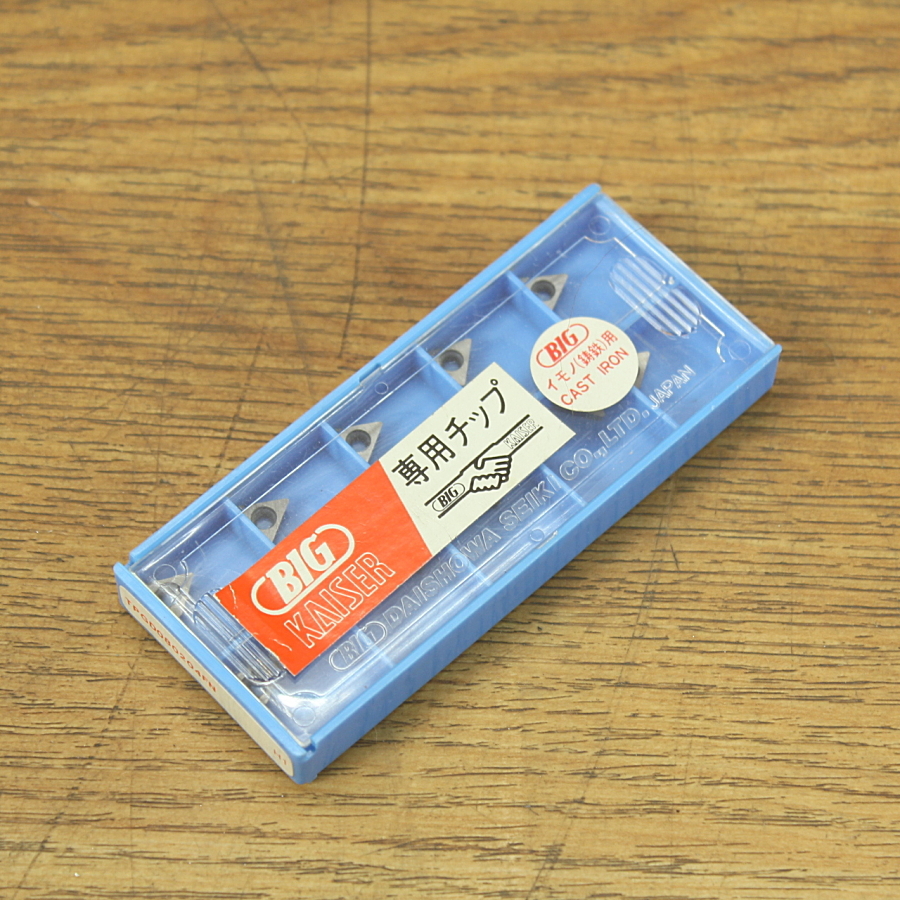 BIG
イモノ(鋳鉄)用
CAST IRON
専用チップ
BIG
KAISER
BIG
KAISER
BIG DAISHOWA SEIKI CO.,LTD. JAPAN